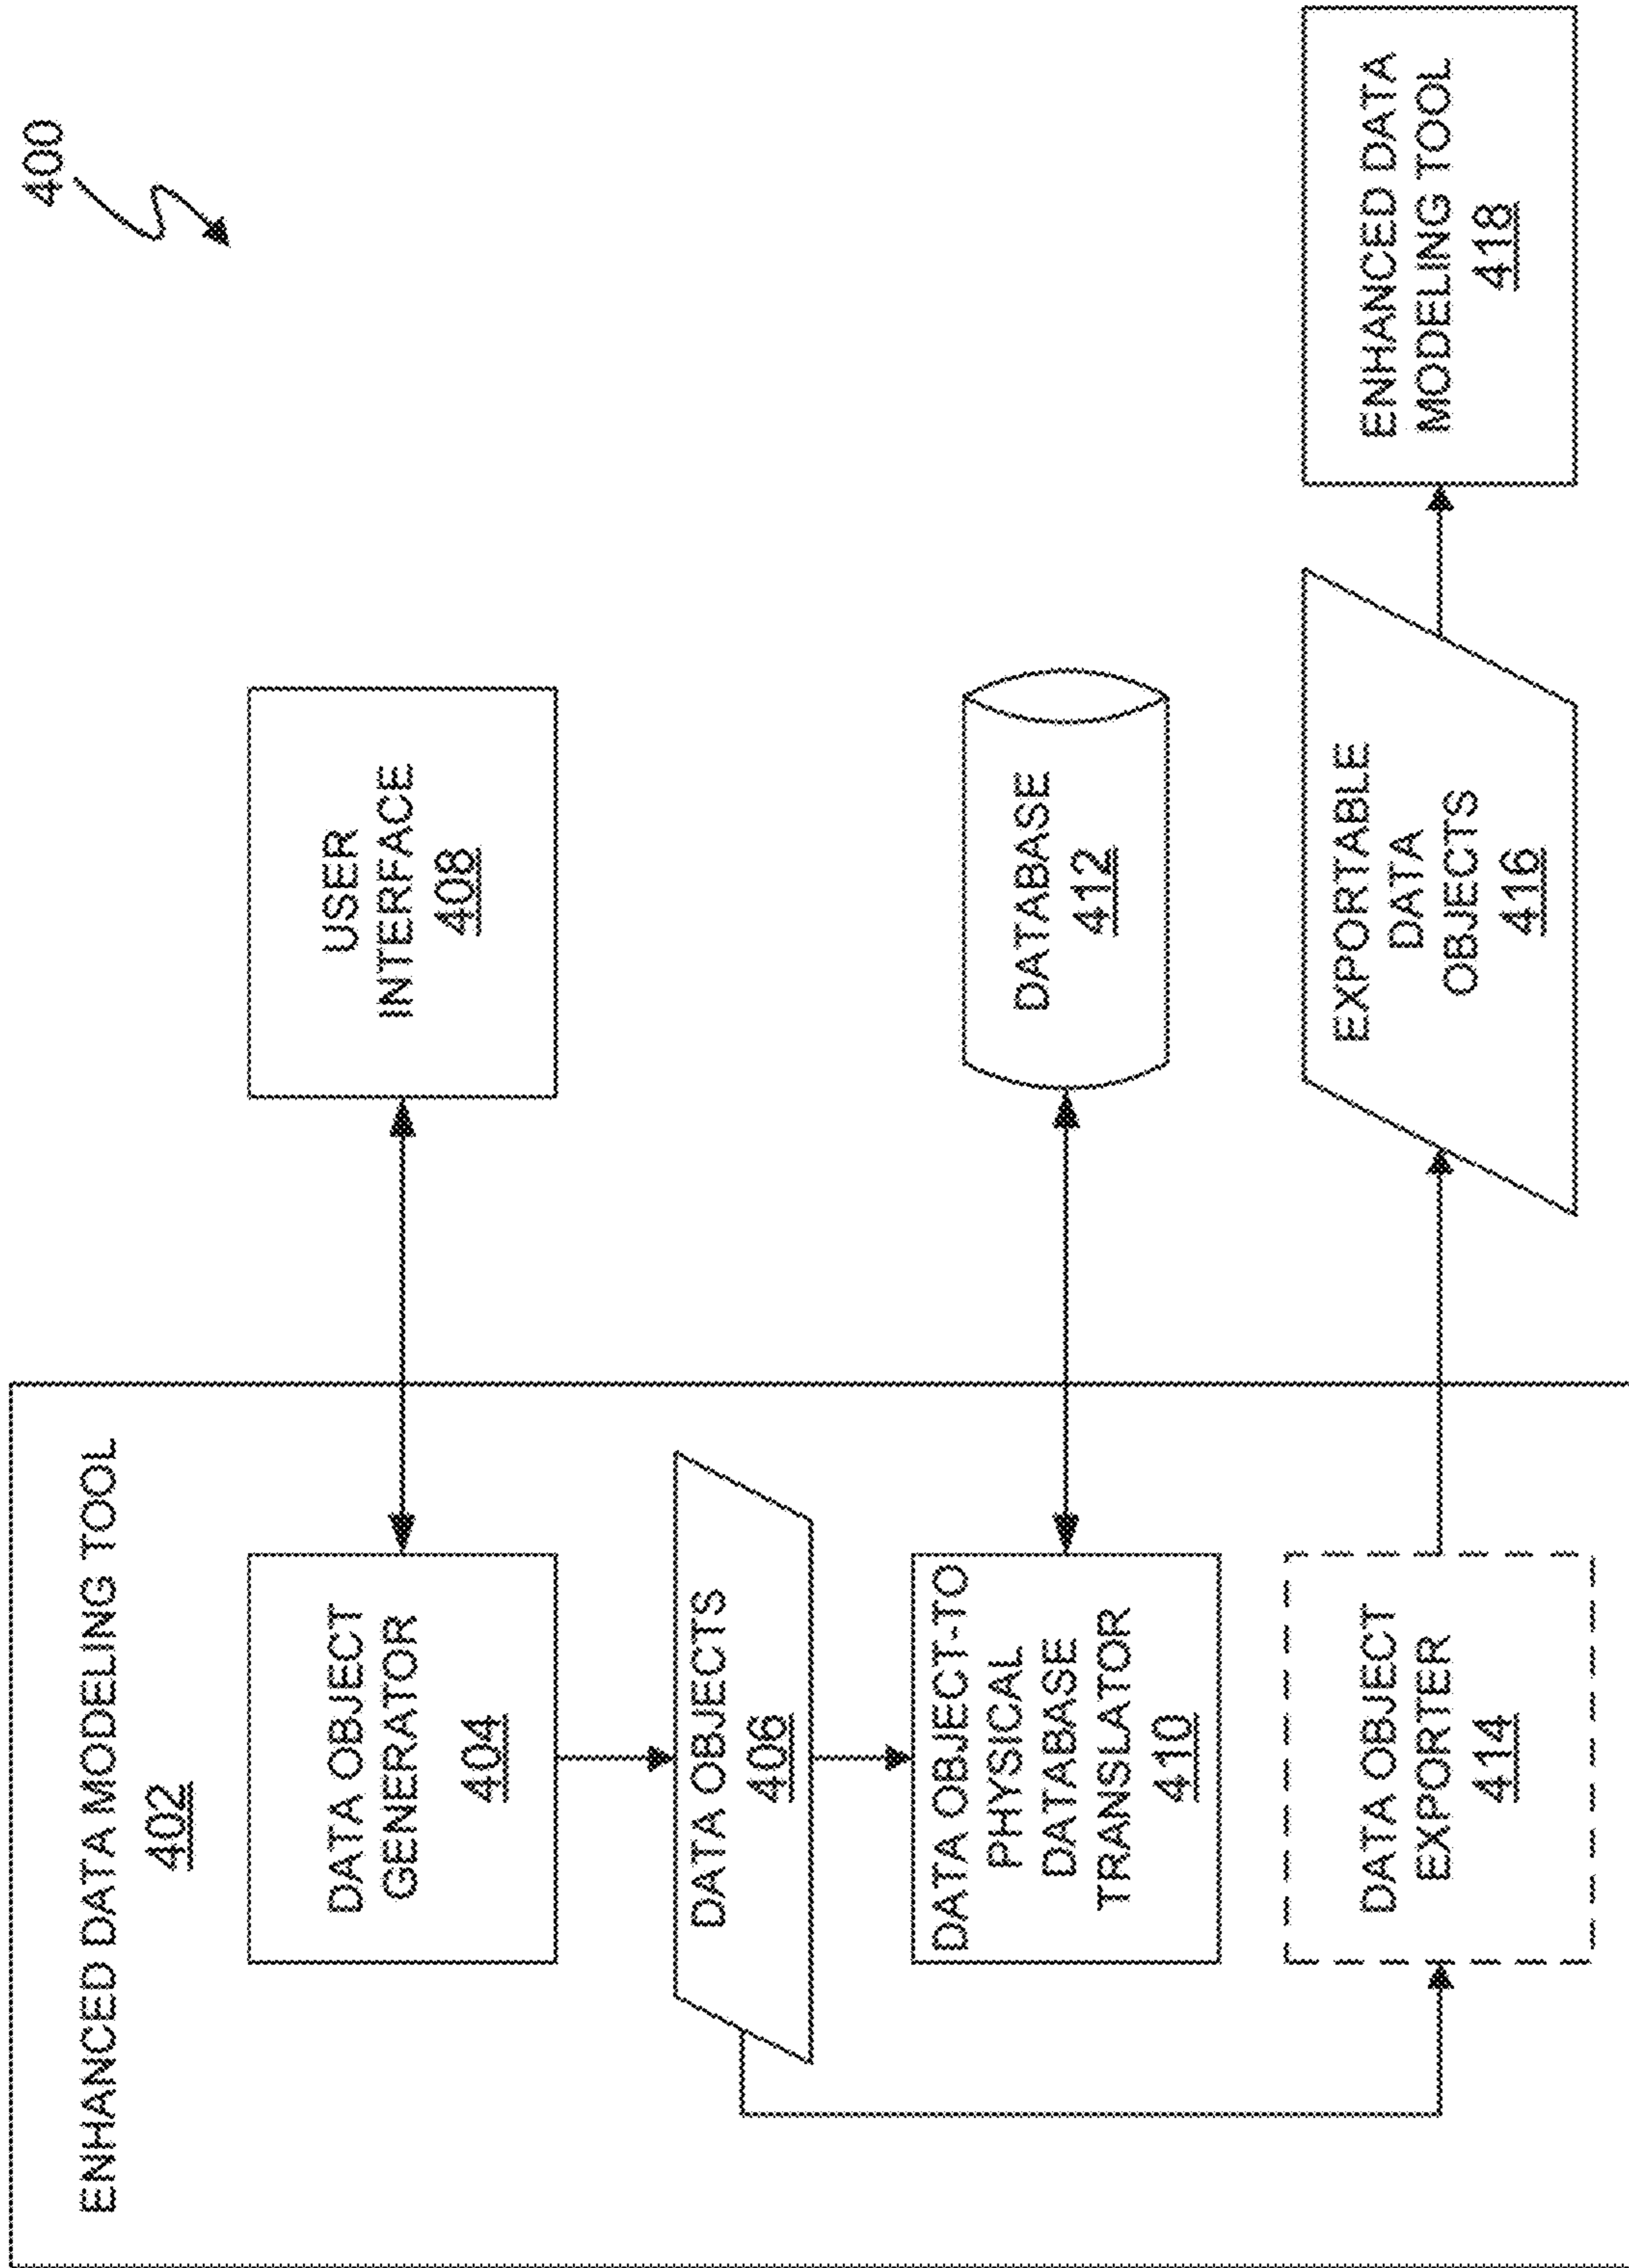 400
ENHANCED DATA MODELING TOOL
402
DATA OBJECT
GENERATOR
404
USER
INTERFACE
408
DATA OBJECTS
406
DATA OBJECT-TO
PHYSICAL
DATABASE
TRANSLATOR
410
DATABASE
412
DATA OBJECT
EXPORTER
414
EXPORTABLE
DATA
OBJECTS
416
ENHANCED DATA
MODELING TOOL
418